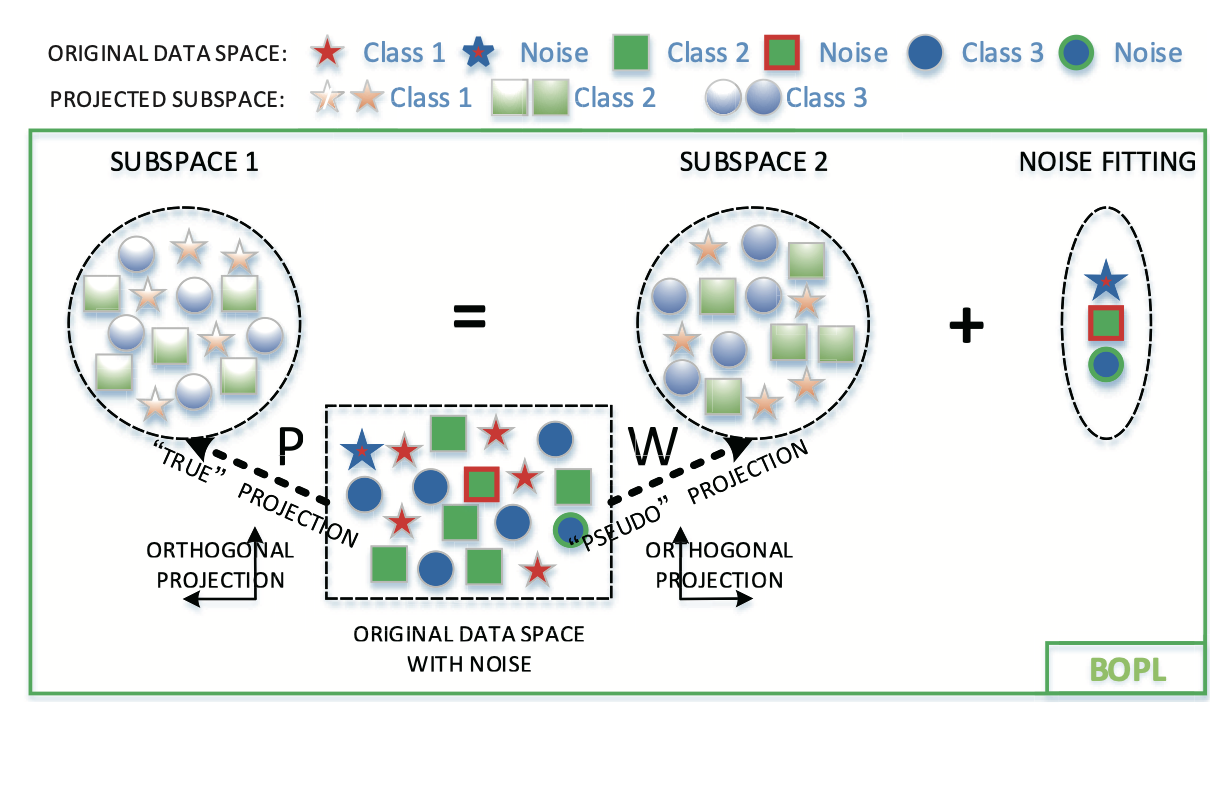 ORIGINAL DATA SPACE: Class 1 Noise Class 2 Noise Class 3 Noise
PROJECTED SUBSPACE: Class 1 Class 2 Class 3
SUBSPACE 1 SUBSPACE 2 NOISE FITTING
= +
P W
“TRUE” PROJECTION
“PSEUDO” PROJECTION
ORTHOGONAL
PROJECTION
ORTHOGONAL
PROJECTION
ORIGINAL DATA SPACE
WITH NOISE
BOPL